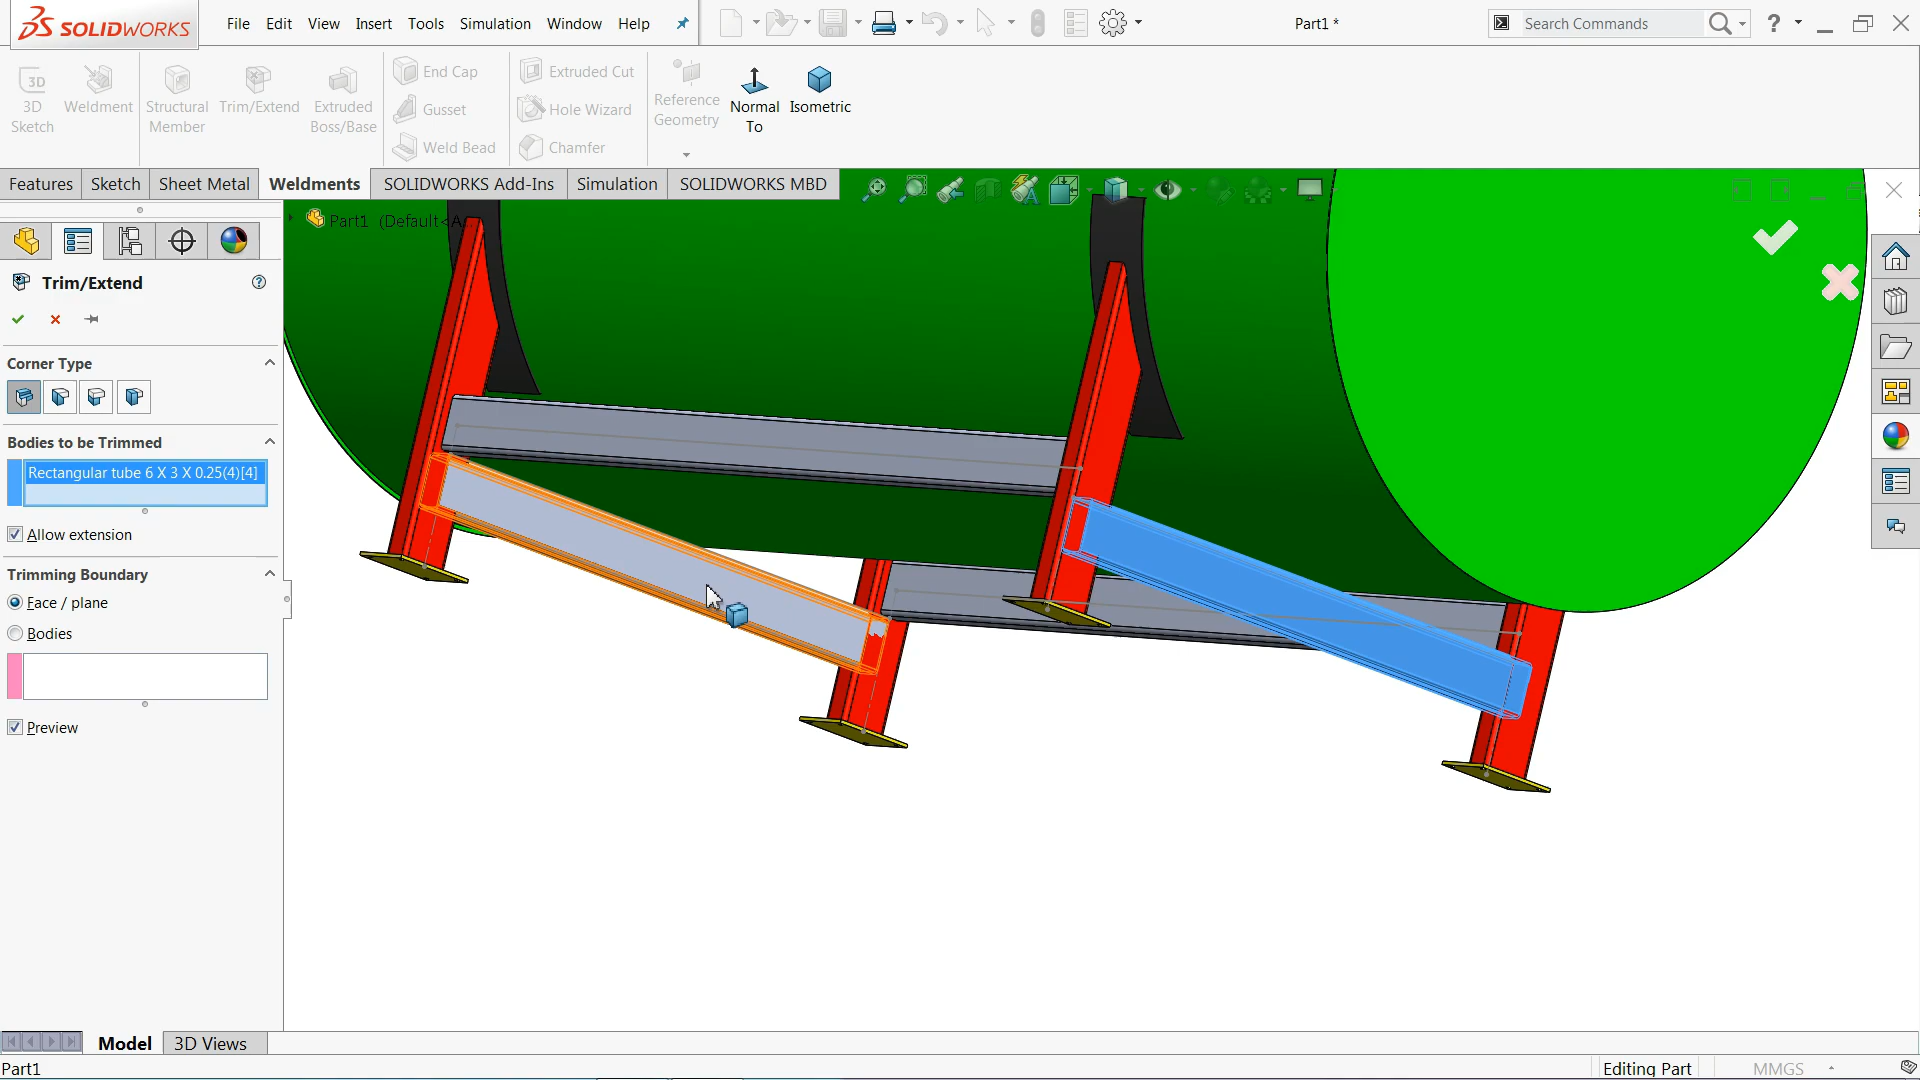 SOLIDWORKS File Edit View Insert Tools Simulation Window Help Part1 * Search Commands ?
3D Sketch
Weldment
Structural Member
Trim/Extend
Extruded Boss/Base
End Cap
Gusset
Weld Bead
Extruded Cut
Hole Wizard
Chamfer
Reference Geometry
Normal To
Isometric
Features Sketch Sheet Metal Weldments SOLIDWORKS Add-Ins Simulation SOLIDWORKS MBD
Part1 (Default<A...
Trim/Extend
Corner Type
Bodies to be Trimmed
Rectangular tube 6 X 3 X 0.25(4)[4]
Allow extension
Trimming Boundary
Face / plane
Bodies
Preview
Model 3D Views
Part1 Editing Part MMGS